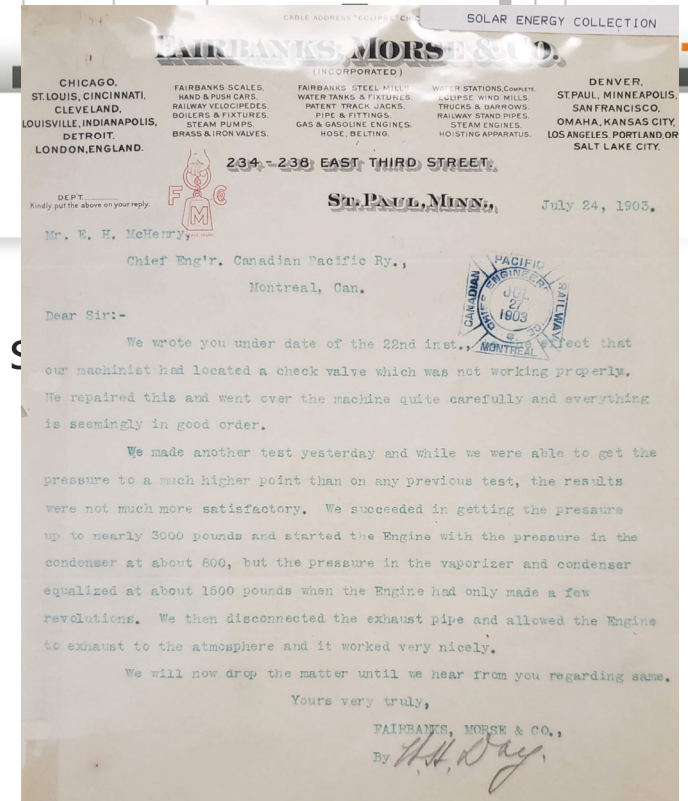 SOLAR ENERGY COLLECTION
CABLE ADDRESS "ECLIPSE" CHIC
FAIRBANKS, MORSE & CO.
(INCORPORATED)
CHICAGO,
ST. LOUIS, CINCINNATI,
CLEVELAND,
LOUISVILLE, INDIANAPOLIS,
DETROIT.
LONDON, ENGLAND.
FAIRBANKS SCALES.
HAND & PUSH CARS.
RAILWAY VELOCIPEDES.
BOILERS & FIXTURES.
STEAM PUMPS.
BRASS & IRON VALVES.
FAIRBANKS STEEL MILLS.
WATER TANKS & FIXTURES.
PATENT TRACK JACKS.
PIPE & FITTINGS.
GAS & GASOLINE ENGINES.
HOSE, BELTING.
WATER STATIONS, COMPLETE.
ECLIPSE WIND MILLS.
TRUCKS & BARROWS.
RAILWAY STAND PIPES.
STEAM ENGINES.
HOISTING APPARATUS.
DENVER,
ST. PAUL, MINNEAPOLIS,
SAN FRANCISCO,
OMAHA, KANSAS CITY,
LOS ANGELES. PORTLAND, OR
SALT LAKE CITY.
234-238 EAST THIRD STREET.
F M C
DEPT.
Kindly put the above on your reply.
ST. PAUL, MINN., July 24, 1903.
Mr. E. H. McHenry,
Chief Eng'r. Canadian Pacific Ry.,
Montreal, Can.
CANADIAN PACIFIC RAILWAY
CHIEF ENGINEER
JUL
27
1903
MONTREAL
Dear Sir:-
We wrote you under date of the 22nd inst., effect that
our machinist had located a check valve which was not working properly.
He repaired this and went over the machine quite carefully and everything
is seemingly in good order.
We made another test yesterday and while we were able to get the
pressure to a much higher point than on any previous test, the results
were not much more satisfactory. We succeeded in getting the pressure
up to nearly 3000 pounds and started the Engine with the pressure in the
condenser at about 800, but the pressure in the vaporizer and condenser
equalized at about 1500 pounds when the Engine had only made a few
revolutions. We then disconnected the exhaust pipe and allowed the Engine
to exhaust to the atmosphere and it worked very nicely.
We will now drop the matter until we hear from you regarding same.
Yours very truly,
FAIRBANKS, MORSE & CO.,
By H.H. Day.